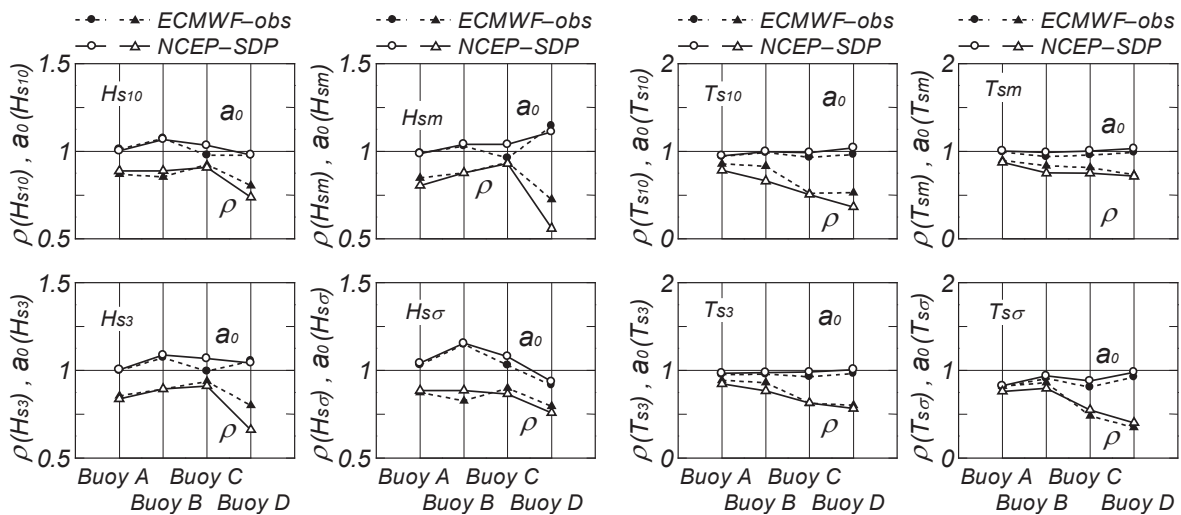 ECMWF–obs ECMWF–obs ECMWF–obs ECMWF–obs
NCEP–SDP NCEP–SDP NCEP–SDP NCEP–SDP
ρ(Hs10) , a0(Hs10)
1.5
1
0.5
Hs10
a0
ρ
ρ(Hsm) , a0(Hsm)
1.5
1
0.5
Hsm
a0
ρ
ρ(Ts10) , a0(Ts10)
2
1
0
Ts10
a0
ρ
ρ(Tsm) , a0(Tsm)
2
1
0
Tsm
a0
ρ
ρ(Hs3) , a0(Hs3)
1.5
1
0.5
Hs3
a0
ρ
ρ(Hsσ) , a0(Hsσ)
1.5
1
0.5
Hsσ
a0
ρ
ρ(Ts3) , a0(Ts3)
2
1
0
Ts3
a0
ρ
ρ(Tsσ) , a0(Tsσ)
2
1
0
Tsσ
a0
ρ
Buoy A Buoy C Buoy A Buoy C Buoy A Buoy C Buoy A Buoy C
Buoy B Buoy D Buoy B Buoy D Buoy B Buoy D Buoy B Buoy D